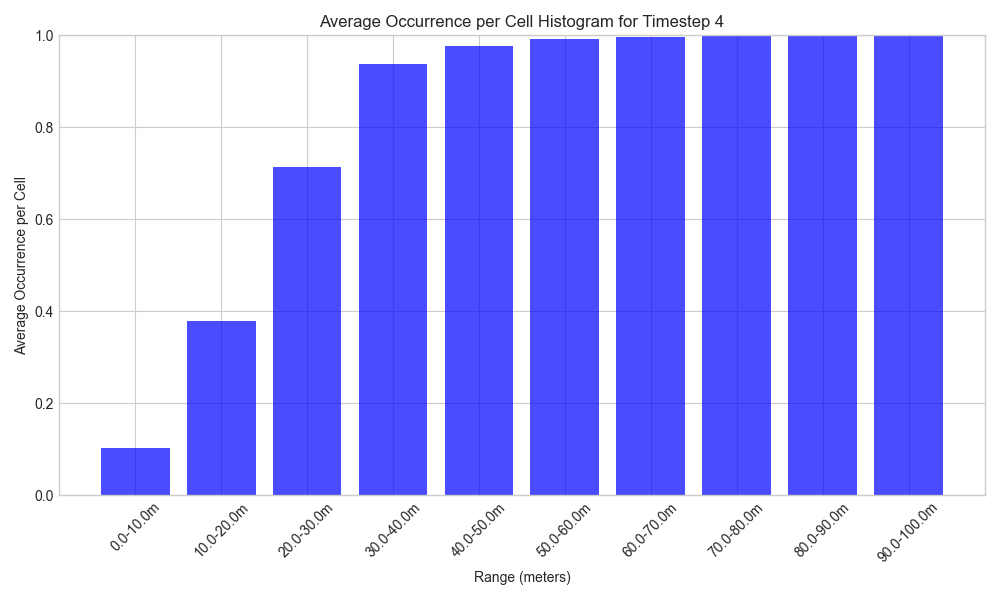 Average Occurrence per Cell Histogram for Timestep 4
Average Occurrence per Cell
1.0
0.8
0.6
0.4
0.2
0.0
0.0-10.0m
10.0-20.0m
20.0-30.0m
30.0-40.0m
40.0-50.0m
50.0-60.0m
60.0-70.0m
70.0-80.0m
80.0-90.0m
90.0-100.0m
Range (meters)